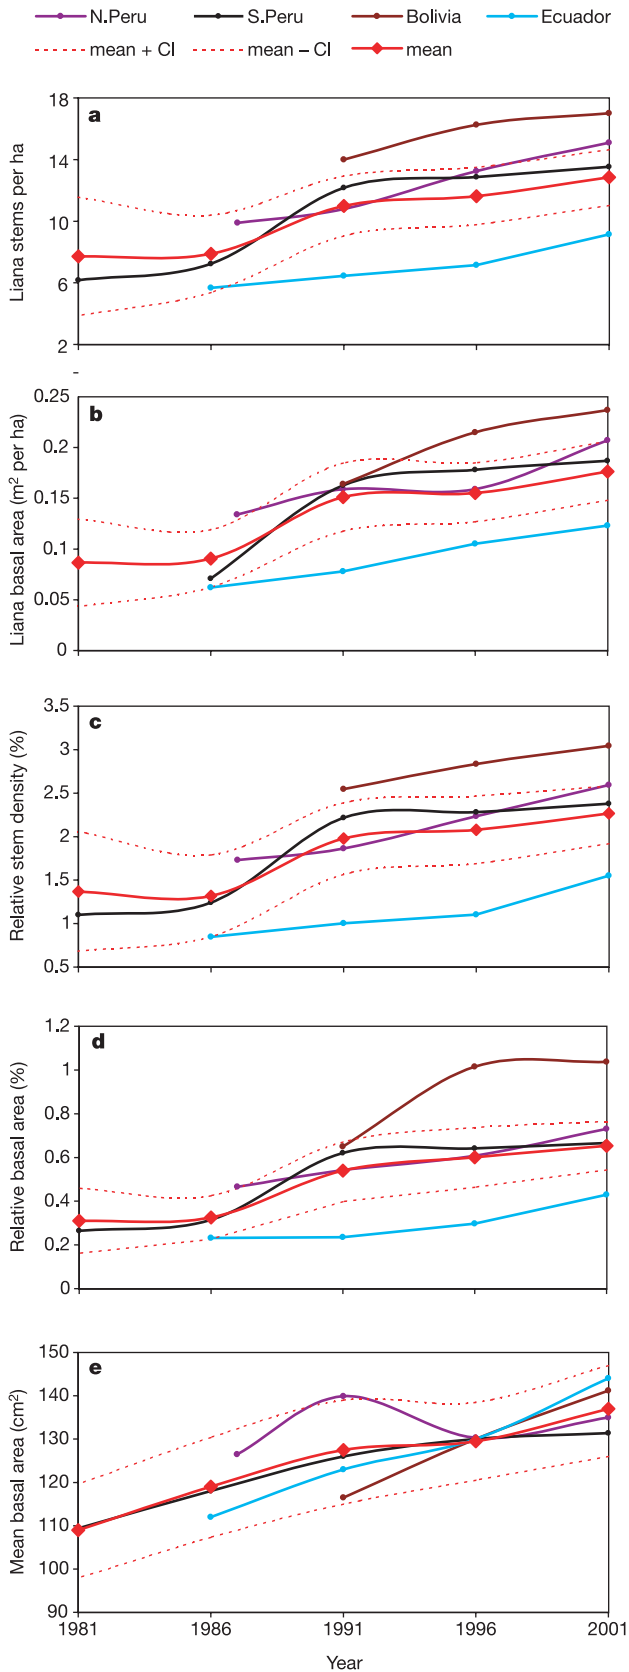 N.Peru S.Peru Bolivia Ecuador
mean + CI mean – CI mean
a
Liana stems per ha
18
14
10
6
2
-
b
Liana basal area (m² per ha)
0.25
0.2
0.15
0.1
0.05
0
c
Relative stem density (%)
3.5
3
2.5
2
1.5
1
0.5
d
Relative basal area (%)
1.2
1
0.8
0.6
0.4
0.2
0
e
Mean basal area (cm²)
150
140
130
120
110
100
90
1981 1986 1991 1996 2001
Year